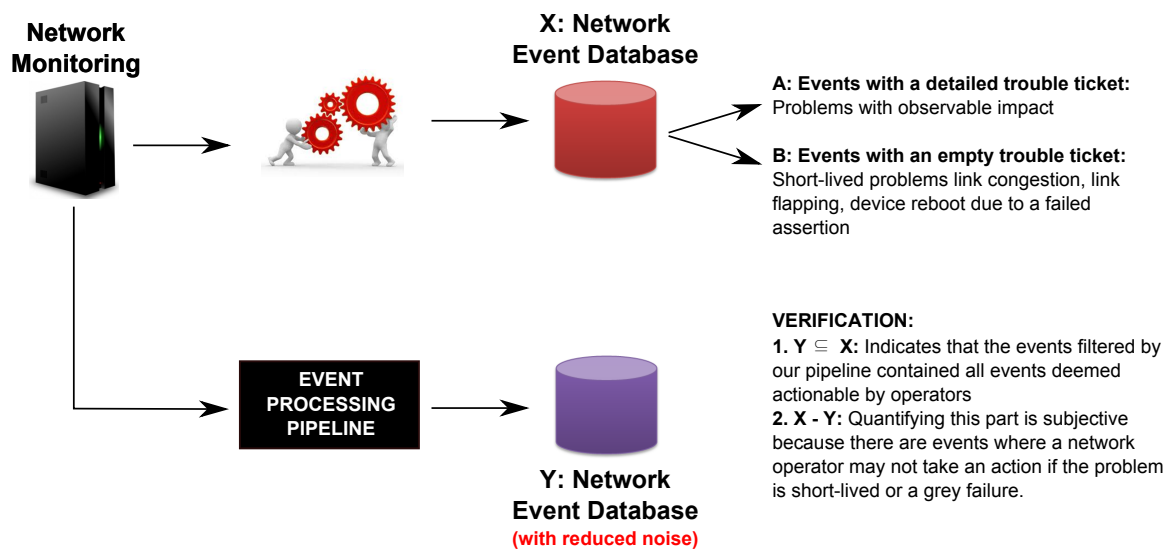 Network
Monitoring
X: Network
Event Database
A: Events with a detailed trouble ticket:
Problems with observable impact
B: Events with an empty trouble ticket:
Short-lived problems link congestion, link
flapping, device reboot due to a failed
assertion
EVENT
PROCESSING
PIPELINE
Y: Network
Event Database
(with reduced noise)
VERIFICATION:
1. Y ⊆ X: Indicates that the events filtered by
our pipeline contained all events deemed
actionable by operators
2. X - Y: Quantifying this part is subjective
because there are events where a network
operator may not take an action if the problem
is short-lived or a grey failure.